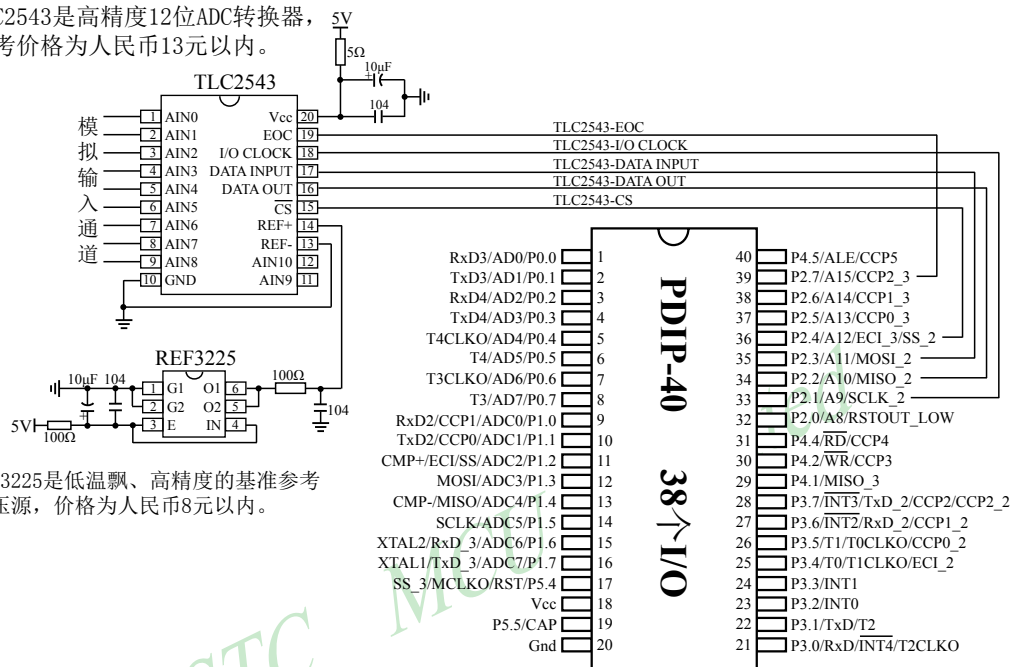 C2543是高精度12位ADC转换器，
考价格为人民币13元以内。
5V
5Ω
10μF
+
104
TLC2543
模拟输入通道
1 AIN0
2 AIN1
3 AIN2
4 AIN3
5 AIN4
6 AIN5
7 AIN6
8 AIN7
9 AIN8
10 GND
Vcc 20
EOC 19
I/O CLOCK 18
DATA INPUT 17
DATA OUT 16
CS 15
REF+ 14
REF- 13
AIN10 12
AIN9 11
TLC2543-EOC
TLC2543-I/O CLOCK
TLC2543-DATA INPUT
TLC2543-DATA OUT
TLC2543-CS
REF3225
10μF 104
+
5V
100Ω
1 G1
2 G2
3 E
O1 6
O2 5
IN 4
100Ω
104
3225是低温飘、高精度的基准参考
压源，价格为人民币8元以内。
PDIP-40
38个I/O
RxD3/AD0/P0.0 1
TxD3/AD1/P0.1 2
RxD4/AD2/P0.2 3
TxD4/AD3/P0.3 4
T4CLKO/AD4/P0.4 5
T4/AD5/P0.5 6
T3CLKO/AD6/P0.6 7
T3/AD7/P0.7 8
RxD2/CCP1/ADC0/P1.0 9
TxD2/CCP0/ADC1/P1.1 10
CMP+/ECI/SS/ADC2/P1.2 11
MOSI/ADC3/P1.3 12
CMP-/MISO/ADC4/P1.4 13
SCLK/ADC5/P1.5 14
XTAL2/RxD_3/ADC6/P1.6 15
XTAL1/TxD_3/ADC7/P1.7 16
SS_3/MCLKO/RST/P5.4 17
Vcc 18
P5.5/CAP 19
Gnd 20
40 P4.5/ALE/CCP5
39 P2.7/A15/CCP2_3
38 P2.6/A14/CCP1_3
37 P2.5/A13/CCP0_3
36 P2.4/A12/ECI_3/SS_2
35 P2.3/A11/MOSI_2
34 P2.2/A10/MISO_2
33 P2.1/A9/SCLK_2
32 P2.0/A8/RSTOUT_LOW
31 P4.4/RD/CCP4
30 P4.2/WR/CCP3
29 P4.1/MISO_3
28 P3.7/INT3/TxD_2/CCP2/CCP2_2
27 P3.6/INT2/RxD_2/CCP1_2
26 P3.5/T1/T0CLKO/CCP0_2
25 P3.4/T0/T1CLKO/ECI_2
24 P3.3/INT1
23 P3.2/INT0
22 P3.1/TxD/T2
21 P3.0/RxD/INT4/T2CLKO
STC MCU